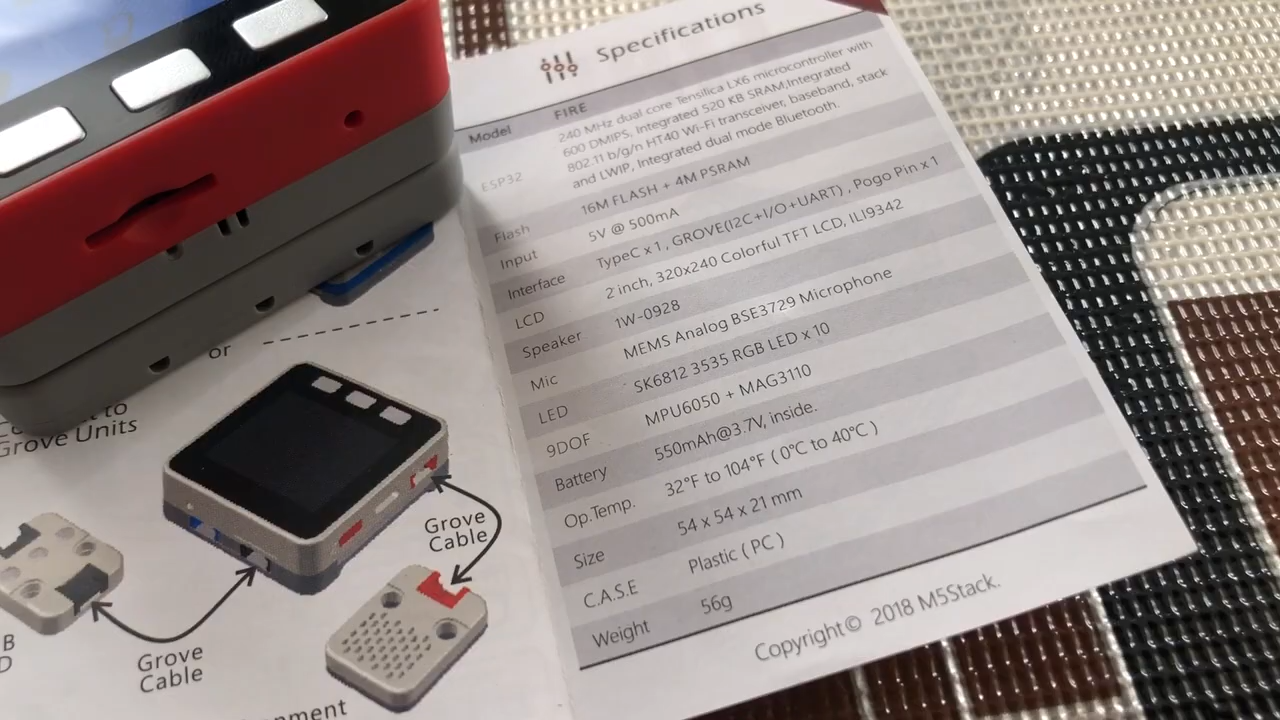 Specifications
Model FIRE
ESP32 240 MHz dual core Tensilica LX6 microcontroller with
600 DMIPS, Integrated 520 KB SRAM,Integrated
802.11 b/g/n HT40 Wi-Fi transceiver, baseband, stack
and LWIP, Integrated dual mode Bluetooth.
Flash 16M FLASH + 4M PSRAM
Input 5V @ 500mA
Interface TypeC x 1, GROVE(I2C+I/O+UART) , Pogo Pin x 1
LCD 2 inch, 320x240 Colorful TFT LCD, ILI9342
Speaker 1W-0928
Mic MEMS Analog BSE3729 Microphone
LED SK6812 3535 RGB LED x 10
9DOF MPU6050 + MAG3110
Battery 550mAh@3.7V, inside.
Op.Temp. 32°F to 104°F ( 0°C to 40°C )
Size 54 x 54 x 21 mm
C.A.S.E Plastic ( PC )
Weight 56g
Copyright© 2018 M5Stack.
or
to
Grove Units
Grove
Cable
Grove
Cable
B